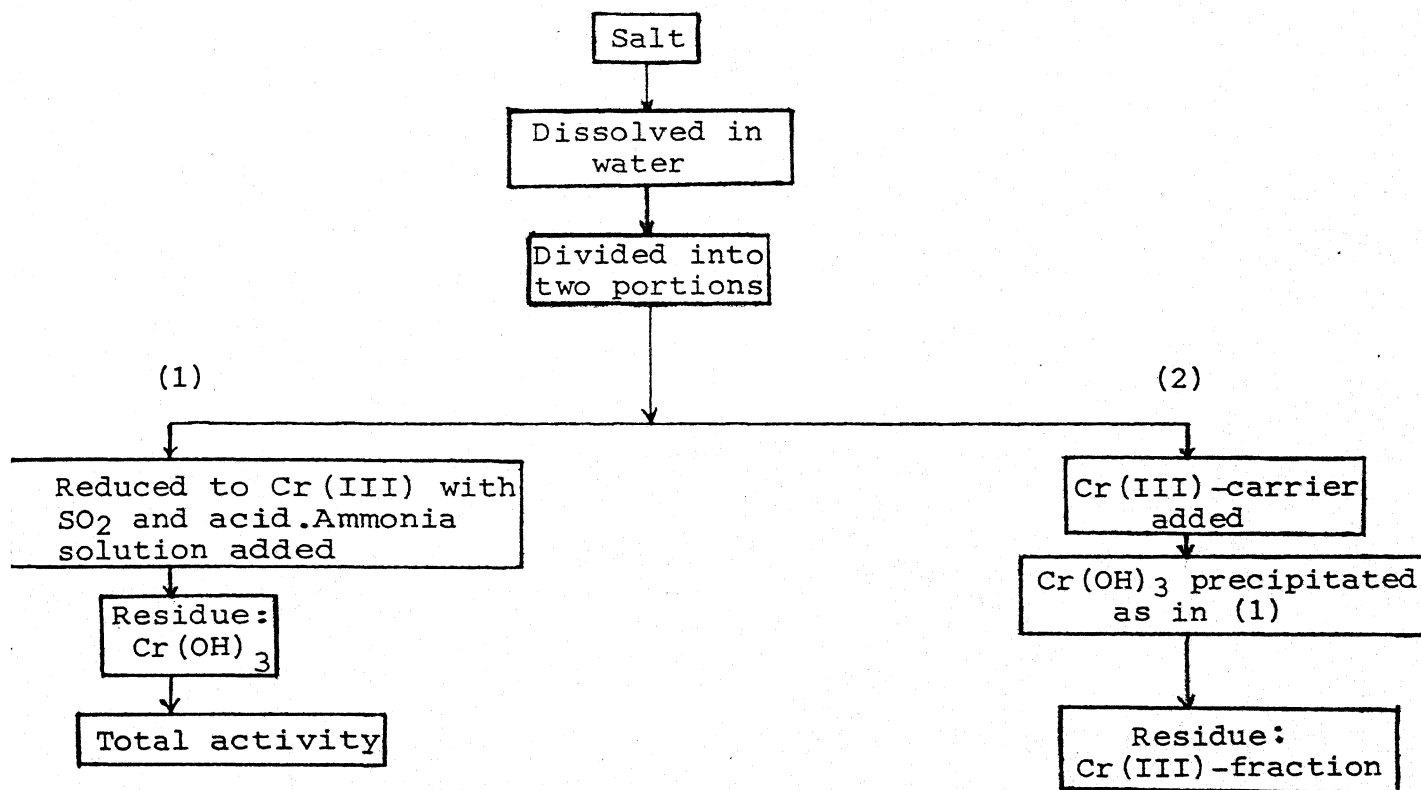 Salt
Dissolved in
water
Divided into
two portions
(1)
(2)
Reduced to Cr(III) with
SO2 and acid.Ammonia
solution added
Residue:
Cr(OH)3
Total activity
Cr(III)-carrier
added
Cr(OH)3 precipitated
as in (1)
Residue:
Cr(III)-fraction